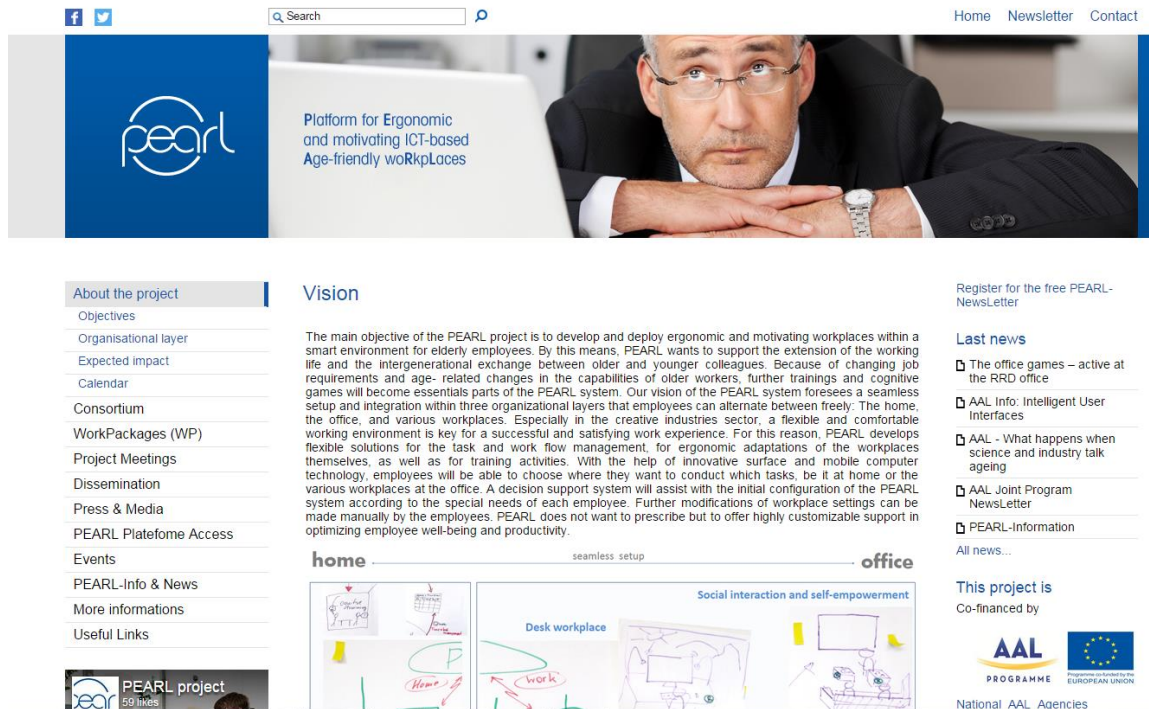 Search
Home Newsletter Contact
pearl
Platform for Ergonomic
and motivating ICT-based
Age-friendly woRkpLaces
About the project
Objectives
Organisational layer
Expected impact
Calendar
Consortium
WorkPackages (WP)
Project Meetings
Dissemination
Press & Media
PEARL Platefome Access
Events
PEARL-Info & News
More informations
Useful Links
PEARL project
59 likes
Vision
The main objective of the PEARL project is to develop and deploy ergonomic and motivating workplaces within a
smart environment for elderly employees. By this means, PEARL wants to support the extension of the working
life and the intergenerational exchange between older and younger colleagues. Because of changing job
requirements and age- related changes in the capabilities of older workers, further trainings and cognitive
games will become essentials parts of the PEARL system. Our vision of the PEARL system foresees a seamless
setup and integration within three organizational layers that employees can alternate between freely: The home,
the office, and various workplaces. Especially in the creative industries sector, a flexible and comfortable
working environment is key for a successful and satisfying work experience. For this reason, PEARL develops
flexible solutions for the task and work flow management, for ergonomic adaptations of the workplaces
themselves, as well as for training activities. With the help of innovative surface and mobile computer
technology, employees will be able to choose where they want to conduct which tasks, be it at home or the
various workplaces at the office. A decision support system will assist with the initial configuration of the PEARL
system according to the special needs of each employee. Further modifications of workplace settings can be
made manually by the employees. PEARL does not want to prescribe but to offer highly customizable support in
optimizing employee well-being and productivity.
home seamless setup office
Social interaction and self-empowerment
Desk workplace
Home
work
Register for the free PEARL-
NewsLetter
Last news
The office games – active at
the RRD office
AAL Info: Intelligent User
Interfaces
AAL - What happens when
science and industry talk
ageing
AAL Joint Program
NewsLetter
PEARL-Information
All news...
This project is
Co-financed by
AAL
PROGRAMME
Programme co-funded by the
EUROPEAN UNION
National AAL Agencies